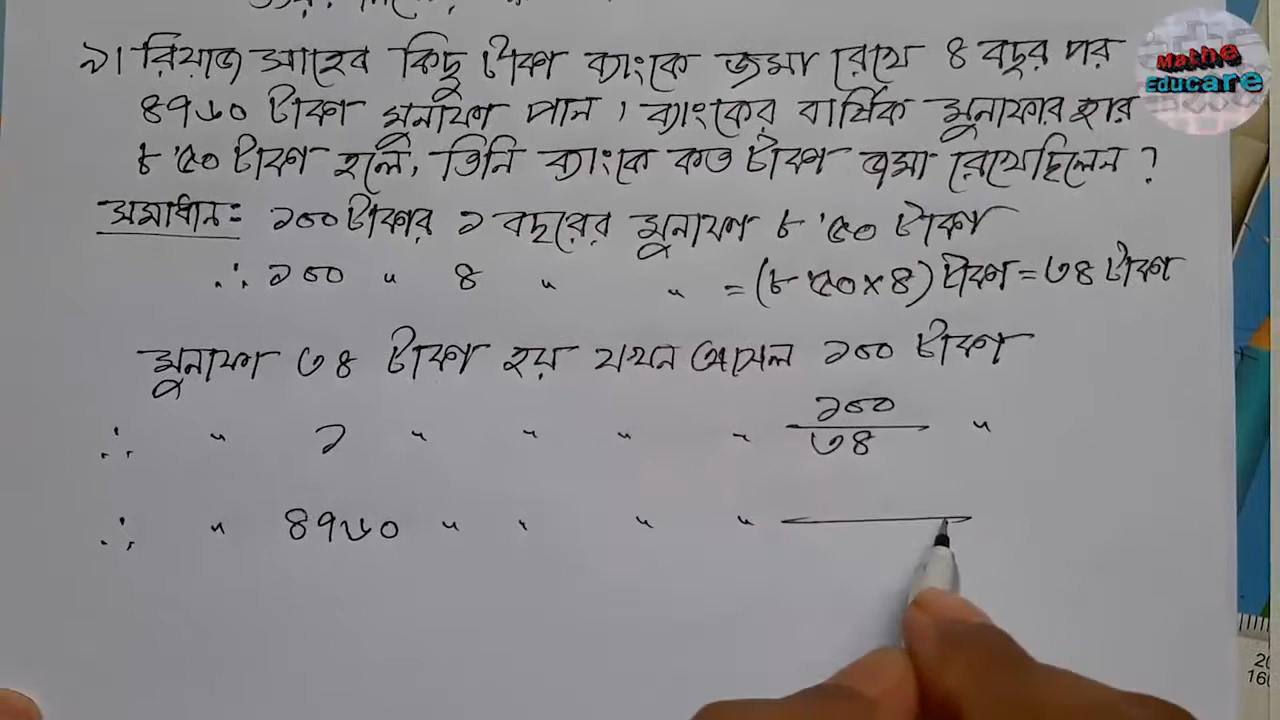 ৯। রিয়াজ সাহেব কিছু টাকা ব্যাংকে জমা রেখে ৪ বছর পর
৪৭৬০ টাকা মুনাফা পান। ব্যাংকের বার্ষিক মুনাফার হার
৮'৫০ টাকা হলে, তিনি ব্যাংকে কত টাকা জমা রেখেছিলেন?
সমাধান: ১০০ টাকার ১ বছরের মুনাফা ৮'৫০ টাকা
∴ ১০০ " ৪ " " = (৮'৫০×৪) টাকা = ৩৪ টাকা
মুনাফা ৩৪ টাকা হয় যখন আসল ১০০ টাকা
∴ " ১ " " " " ১০০/৩৪ "
∴ " ৪৭৬০ " " " "
Mathe
Educare